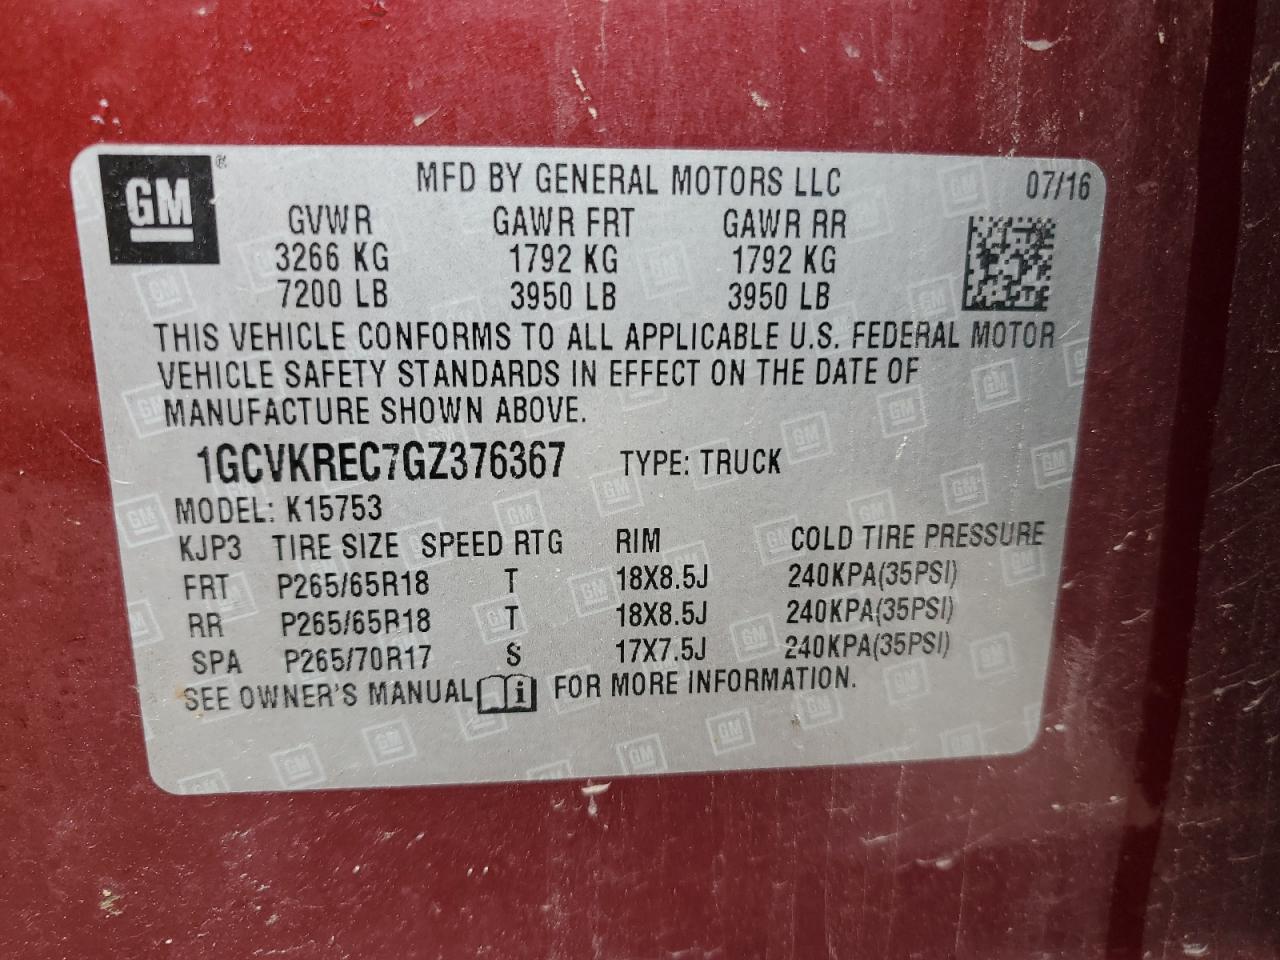 GM ® MFD BY GENERAL MOTORS LLC 07/16
GVWR GAWR FRT GAWR RR
3266 KG 1792 KG 1792 KG
7200 LB 3950 LB 3950 LB
THIS VEHICLE CONFORMS TO ALL APPLICABLE U.S. FEDERAL MOTOR
VEHICLE SAFETY STANDARDS IN EFFECT ON THE DATE OF
MANUFACTURE SHOWN ABOVE.
1GCVKREC7GZ376367 TYPE: TRUCK
MODEL: K15753
KJP3 TIRE SIZE SPEED RTG RIM COLD TIRE PRESSURE
FRT P265/65R18 T 18X8.5J 240KPA(35PSI)
RR P265/65R18 T 18X8.5J 240KPA(35PSI)
SPA P265/70R17 S 17X7.5J 240KPA(35PSI)
SEE OWNER'S MANUAL i FOR MORE INFORMATION.